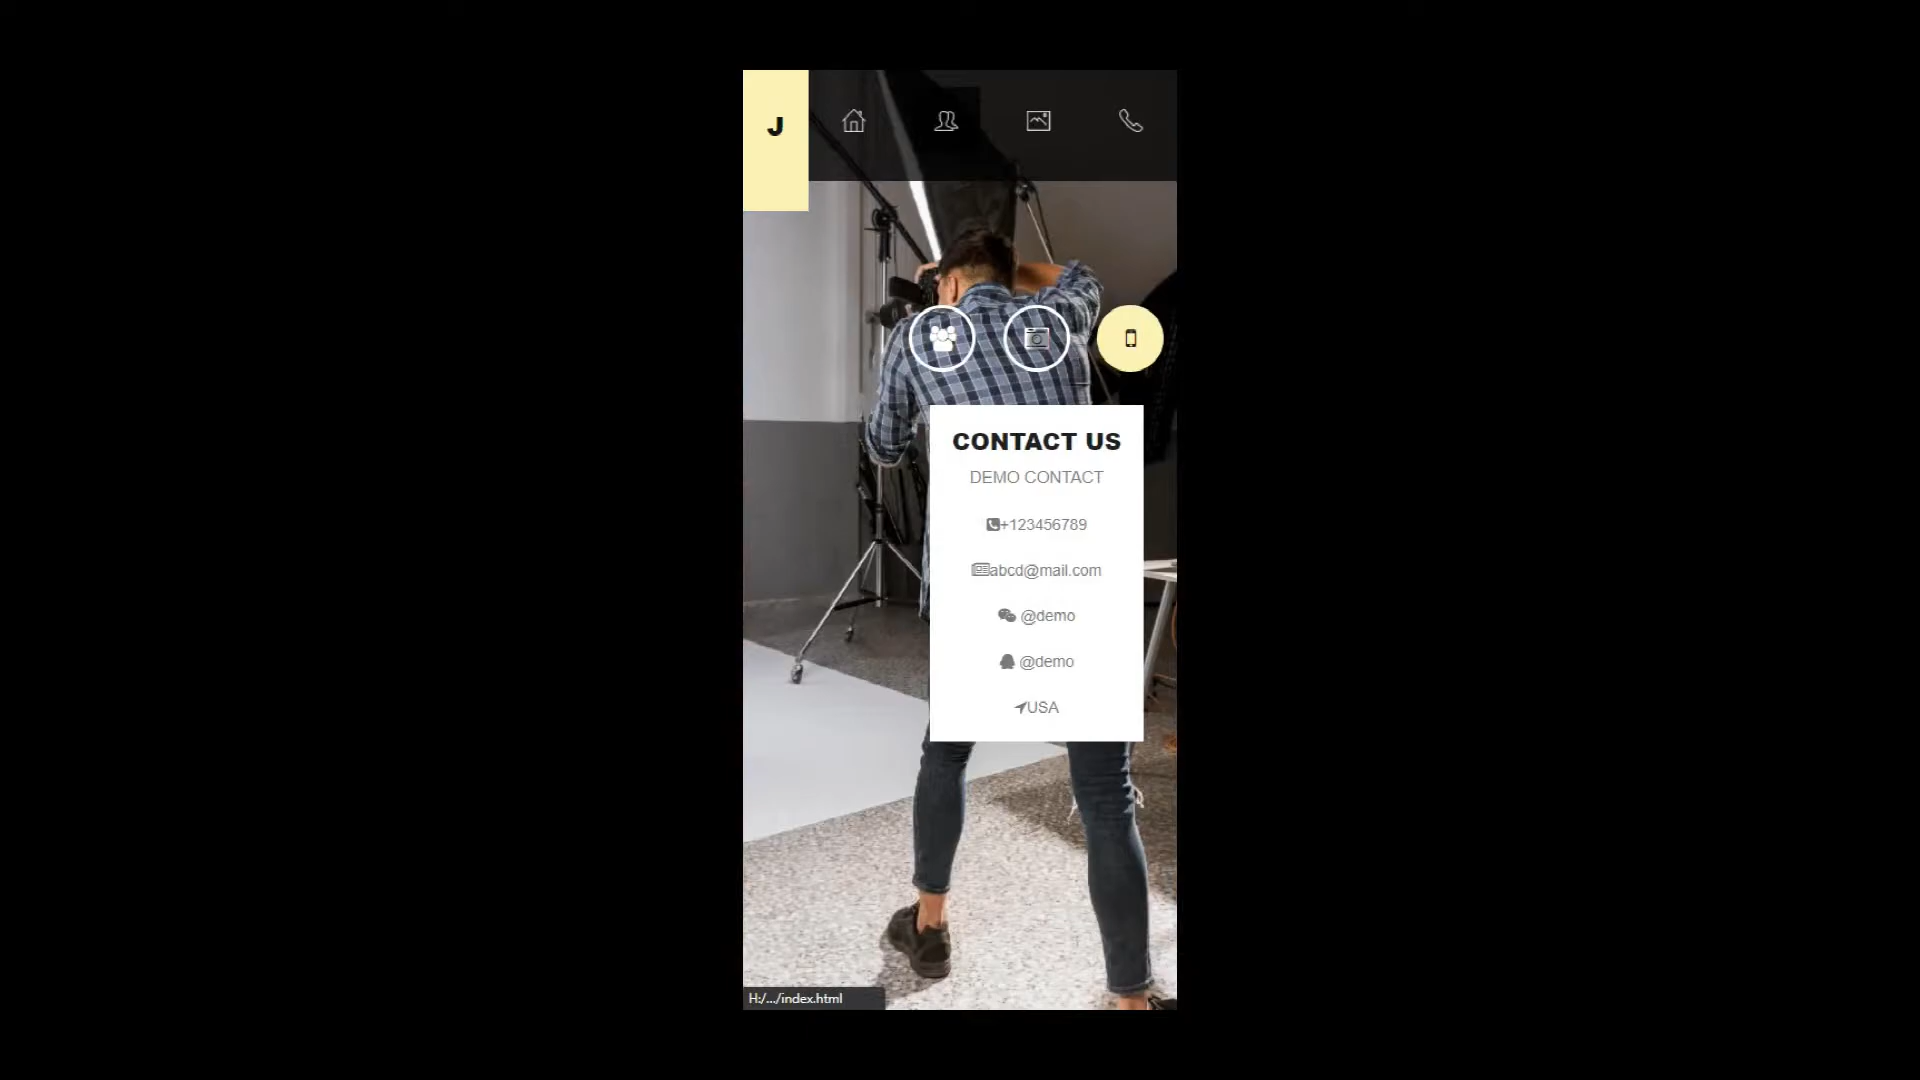 J
CONTACT US
DEMO CONTACT
+123456789
abcd@mail.com
@demo
@demo
USA
H:/.../index.html